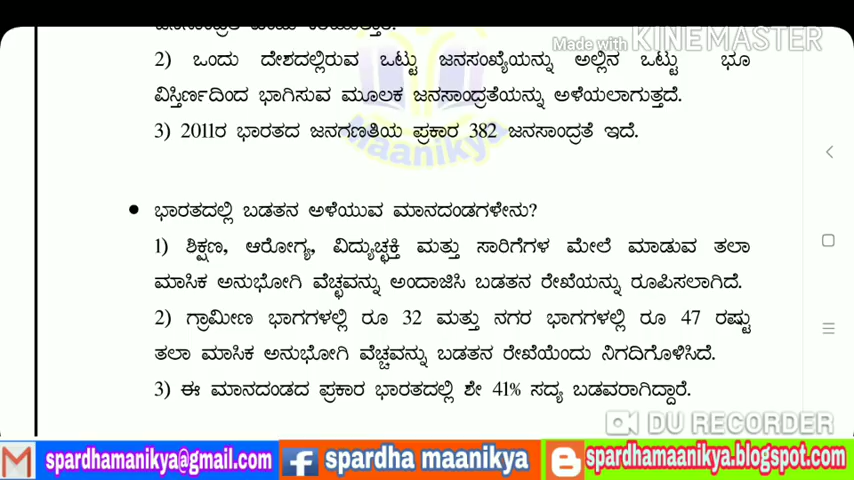 Made with KINEMASTER
2) ಒಂದು ದೇಶದಲ್ಲಿರುವ ಒಟ್ಟು ಜನಸಂಖ್ಯೆಯನ್ನು ಅಲ್ಲಿನ ಒಟ್ಟು ಭೂ
ವಿಸ್ತಿರ್ಣದಿಂದ ಭಾಗಿಸುವ ಮೂಲಕ ಜನಸಾಂದ್ರತೆಯನ್ನು ಅಳೆಯಲಾಗುತ್ತದೆ.
3) 2011ರ ಭಾರತದ ಜನಗಣತಿಯ ಪ್ರಕಾರ 382 ಜನಸಾಂದ್ರತೆ ಇದೆ.
Maanikya
• ಭಾರತದಲ್ಲಿ ಬಡತನ ಅಳೆಯುವ ಮಾನದಂಡಗಳೇನು?
1) ಶಿಕ್ಷಣ, ಆರೋಗ್ಯ, ವಿದ್ಯುಚ್ಛಕ್ತಿ ಮತ್ತು ಸಾರಿಗೆಗಳ ಮೇಲೆ ಮಾಡುವ ತಲಾ
ಮಾಸಿಕ ಅನುಭೋಗಿ ವೆಚ್ಛವನ್ನು ಅಂದಾಜಿಸಿ ಬಡತನ ರೇಖೆಯನ್ನು ರೂಪಿಸಲಾಗಿದೆ.
2) ಗ್ರಾಮೀಣ ಭಾಗಗಳಲ್ಲಿ ರೂ 32 ಮತ್ತು ನಗರ ಭಾಗಗಳಲ್ಲಿ ರೂ 47 ರಷ್ಟು
ತಲಾ ಮಾಸಿಕ ಅನುಭೋಗಿ ವೆಚ್ಚವನ್ನು ಬಡತನ ರೇಖೆಯೆಂದು ನಿಗದಿಗೊಳಿಸಿದೆ.
3) ಈ ಮಾನದಂಡದ ಪ್ರಕಾರ ಭಾರತದಲ್ಲಿ ಶೇ 41% ಸದ್ಯ ಬಡವರಾಗಿದ್ದಾರೆ.
DU RECORDER
spardhamanikya@gmail.com spardha maanikya spardhamaanikya.blogspot.com